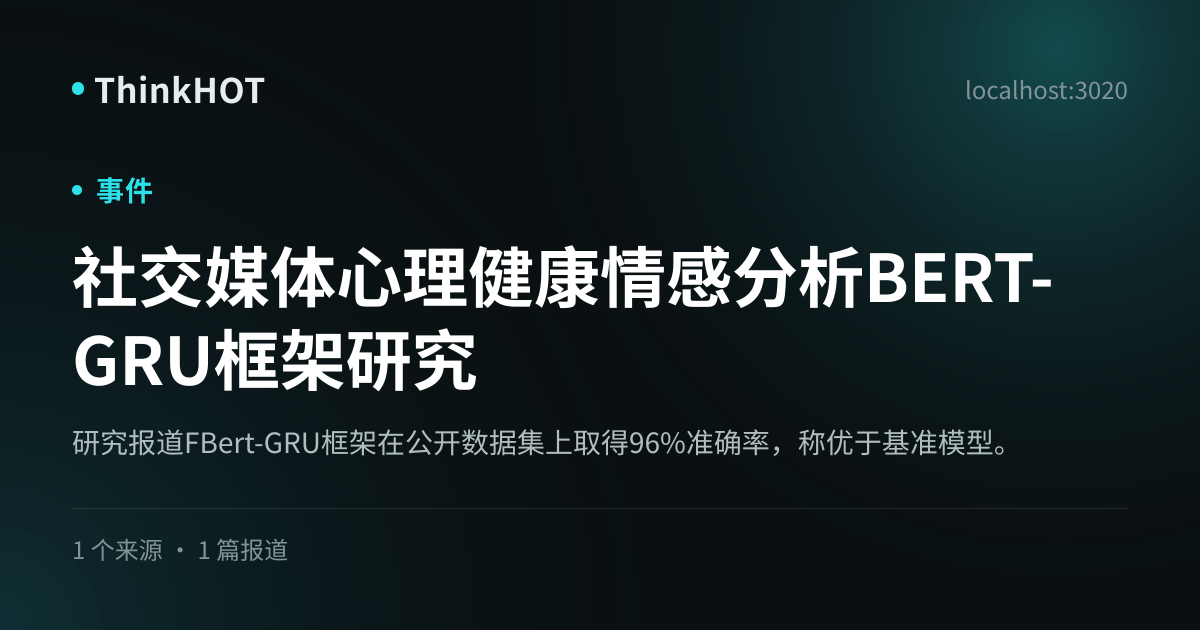 ThinkHOT
localhost:3020
事件
社交媒体心理健康情感分析BERT-
GRU框架研究
研究报道FBert-GRU框架在公开数据集上取得96%准确率，称优于基准模型。
1 个来源 • 1 篇报道